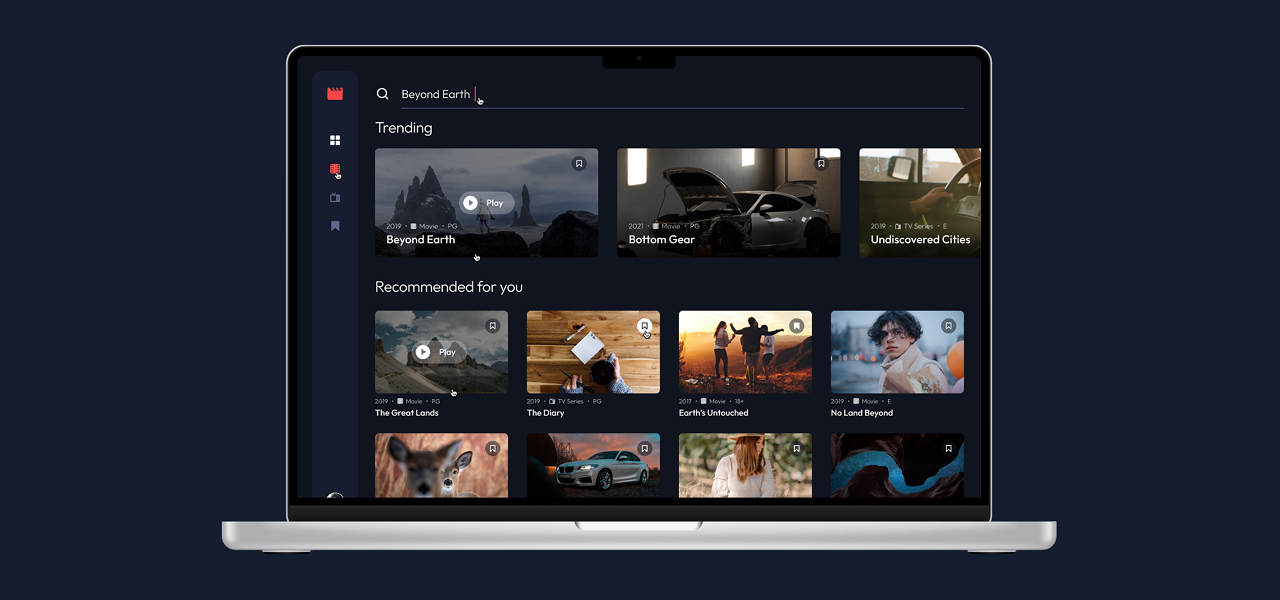 Beyond Earth
Trending
Play
2019 • Movie • PG
Beyond Earth
2021 • Movie • PG
Bottom Gear
2019 • TV Series • E
Undiscovered Cities
Recommended for you
Play
2019 • Movie • PG
The Great Lands
2019 • TV Series • PG
The Diary
2017 • Movie • 18+
Earth's Untouched
2019 • Movie • E
No Land Beyond